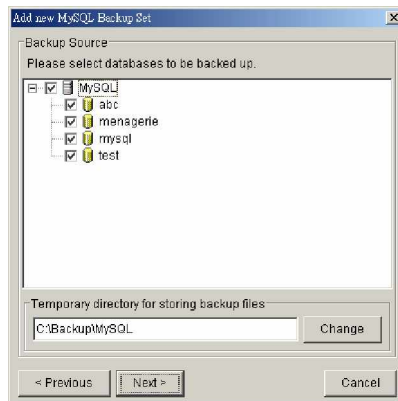 Add new MySQL Backup Set
Backup Source
Please select databases to be backed up.
MySQL
abc
menagerie
mysql
test
Temporary directory for storing backup files
C:\Backup\MySQL
Change
< Previous
Next >
Cancel